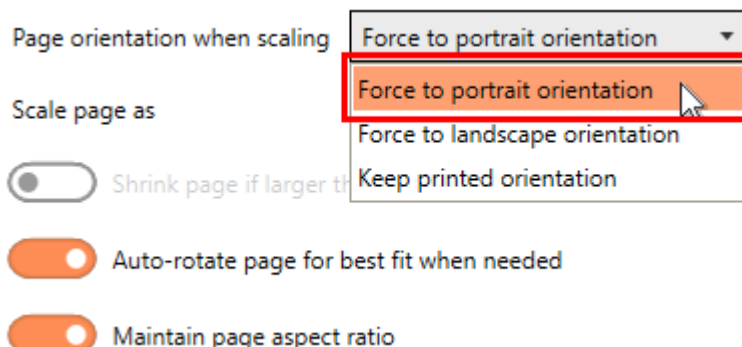 Page orientation when scaling Force to portrait orientation
Force to portrait orientation
Scale page as
Force to landscape orientation
Shrink page if larger th
Keep printed orientation
Auto-rotate page for best fit when needed
Maintain page aspect ratio